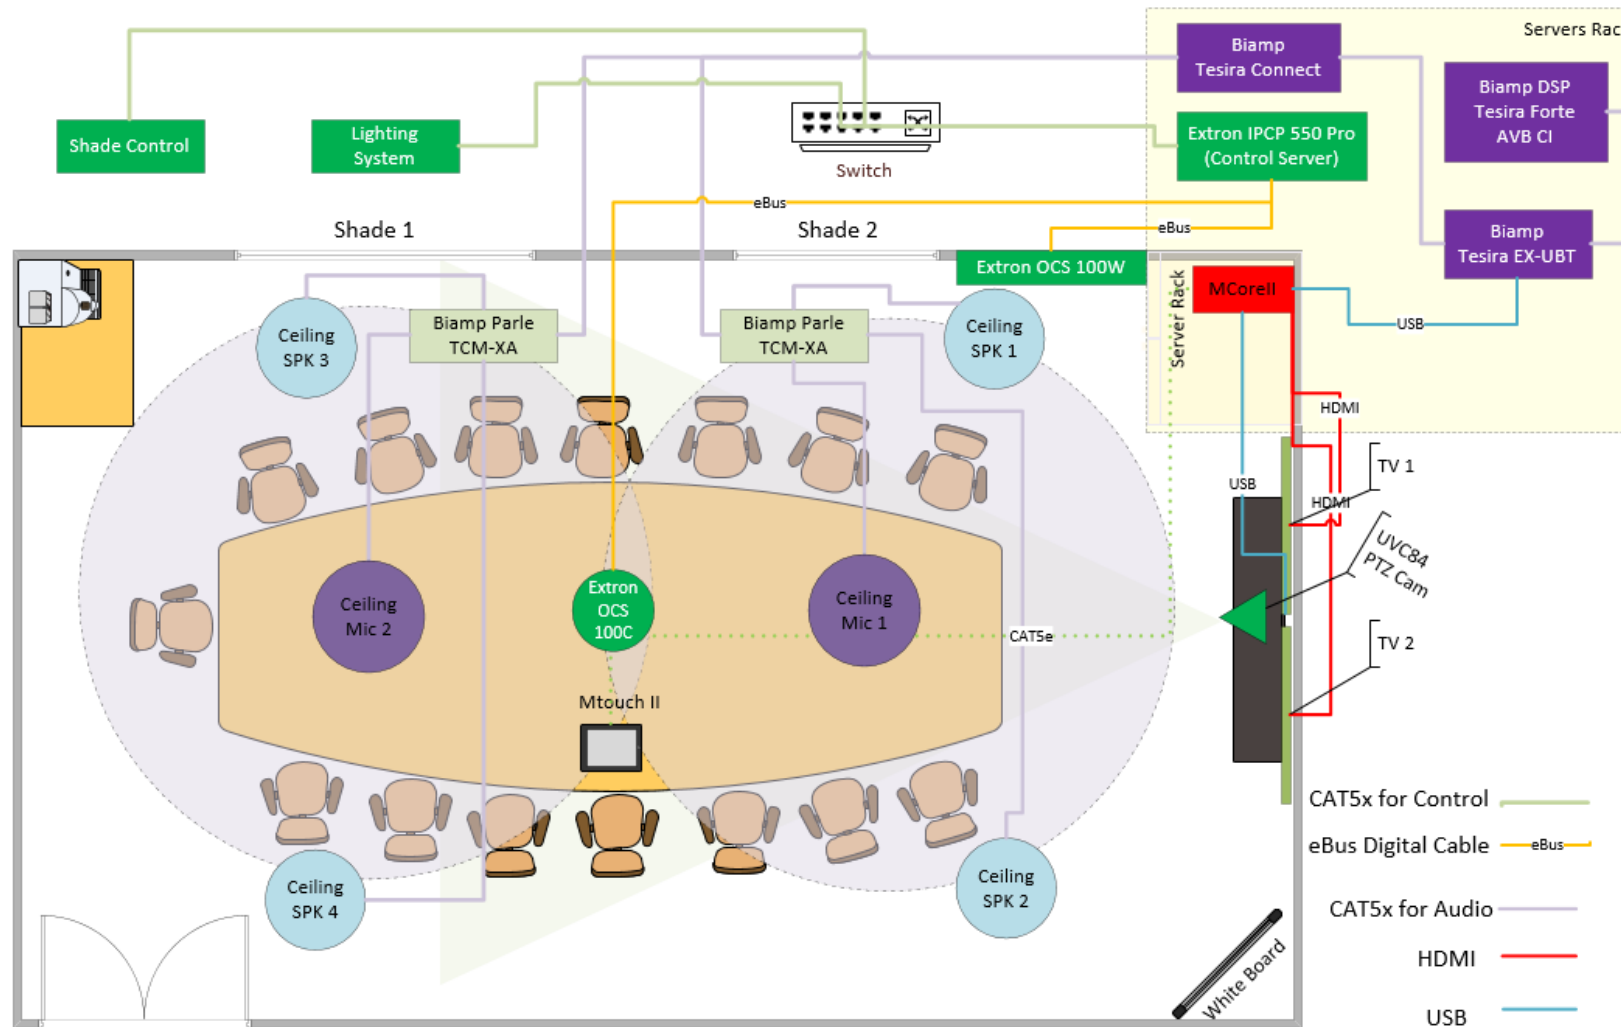 Servers Rac
Biamp
Tesira Connect
Biamp DSP
Tesira Forte
AVB CI
Shade Control
Lighting
System
Switch
Extron IPCP 550 Pro
(Control Server)
eBus
eBus
Shade 1
Shade 2
Biamp
Tesira EX-UBT
Extron OCS 100W
Server Rack
MCoreII
USB
Ceiling
SPK 3
Biamp Parle
TCM-XA
Biamp Parle
TCM-XA
Ceiling
SPK 1
HDMI
TV 1
USB
HDMI
UVC84
PTZ Cam
Ceiling
Mic 2
Extron
OCS
100C
Ceiling
Mic 1
CAT5e
TV 2
Mtouch II
CAT5x for Control
eBus Digital Cable
eBus
Ceiling
SPK 4
Ceiling
SPK 2
CAT5x for Audio
HDMI
White Board
USB